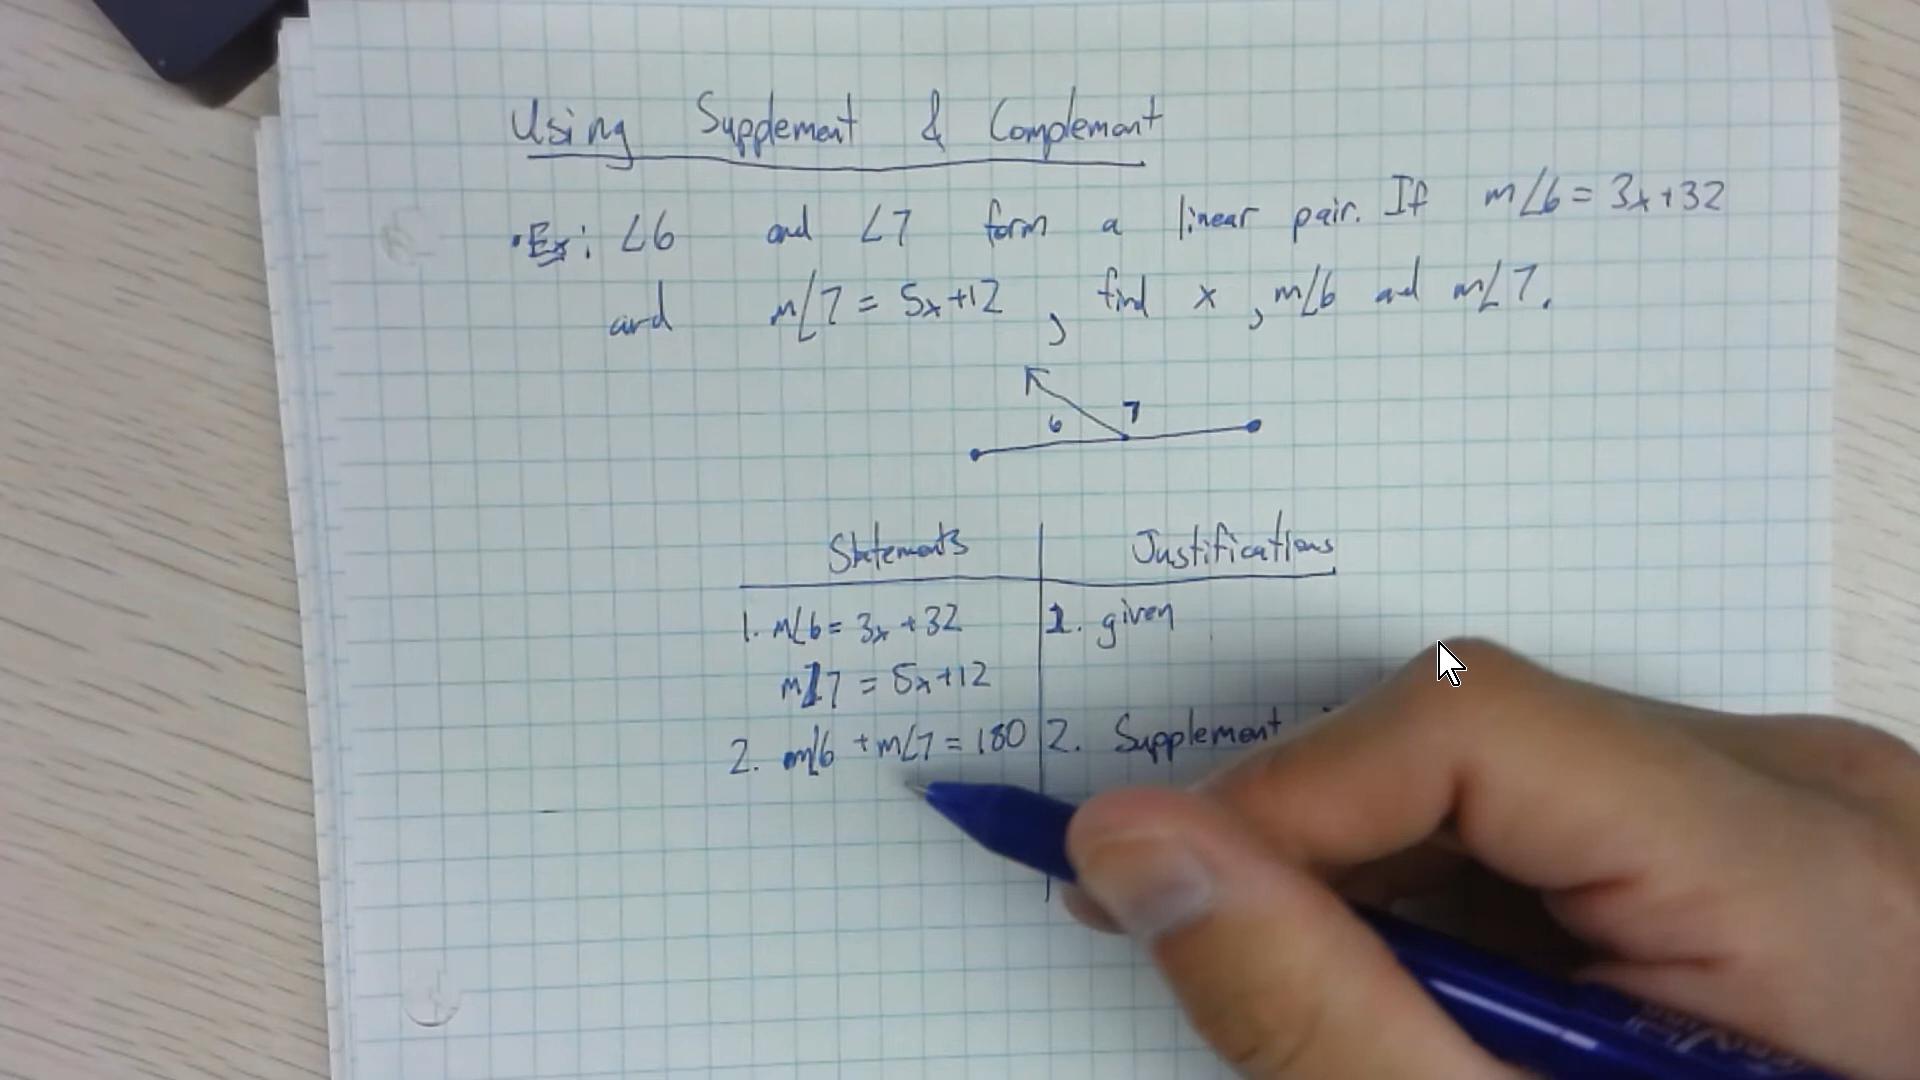 Using Supplement & Complement
•Ex: ∠6 and ∠7 form a linear pair. If m∠6 = 3x+32
and m∠7 = 5x+12, find x, m∠6 and m∠7.
6 7
Statements Justifications
1. m∠6 = 3x +32 1. given
m∠7 = 5x+12
2. m∠6 + m∠7 = 180 2. Supplement